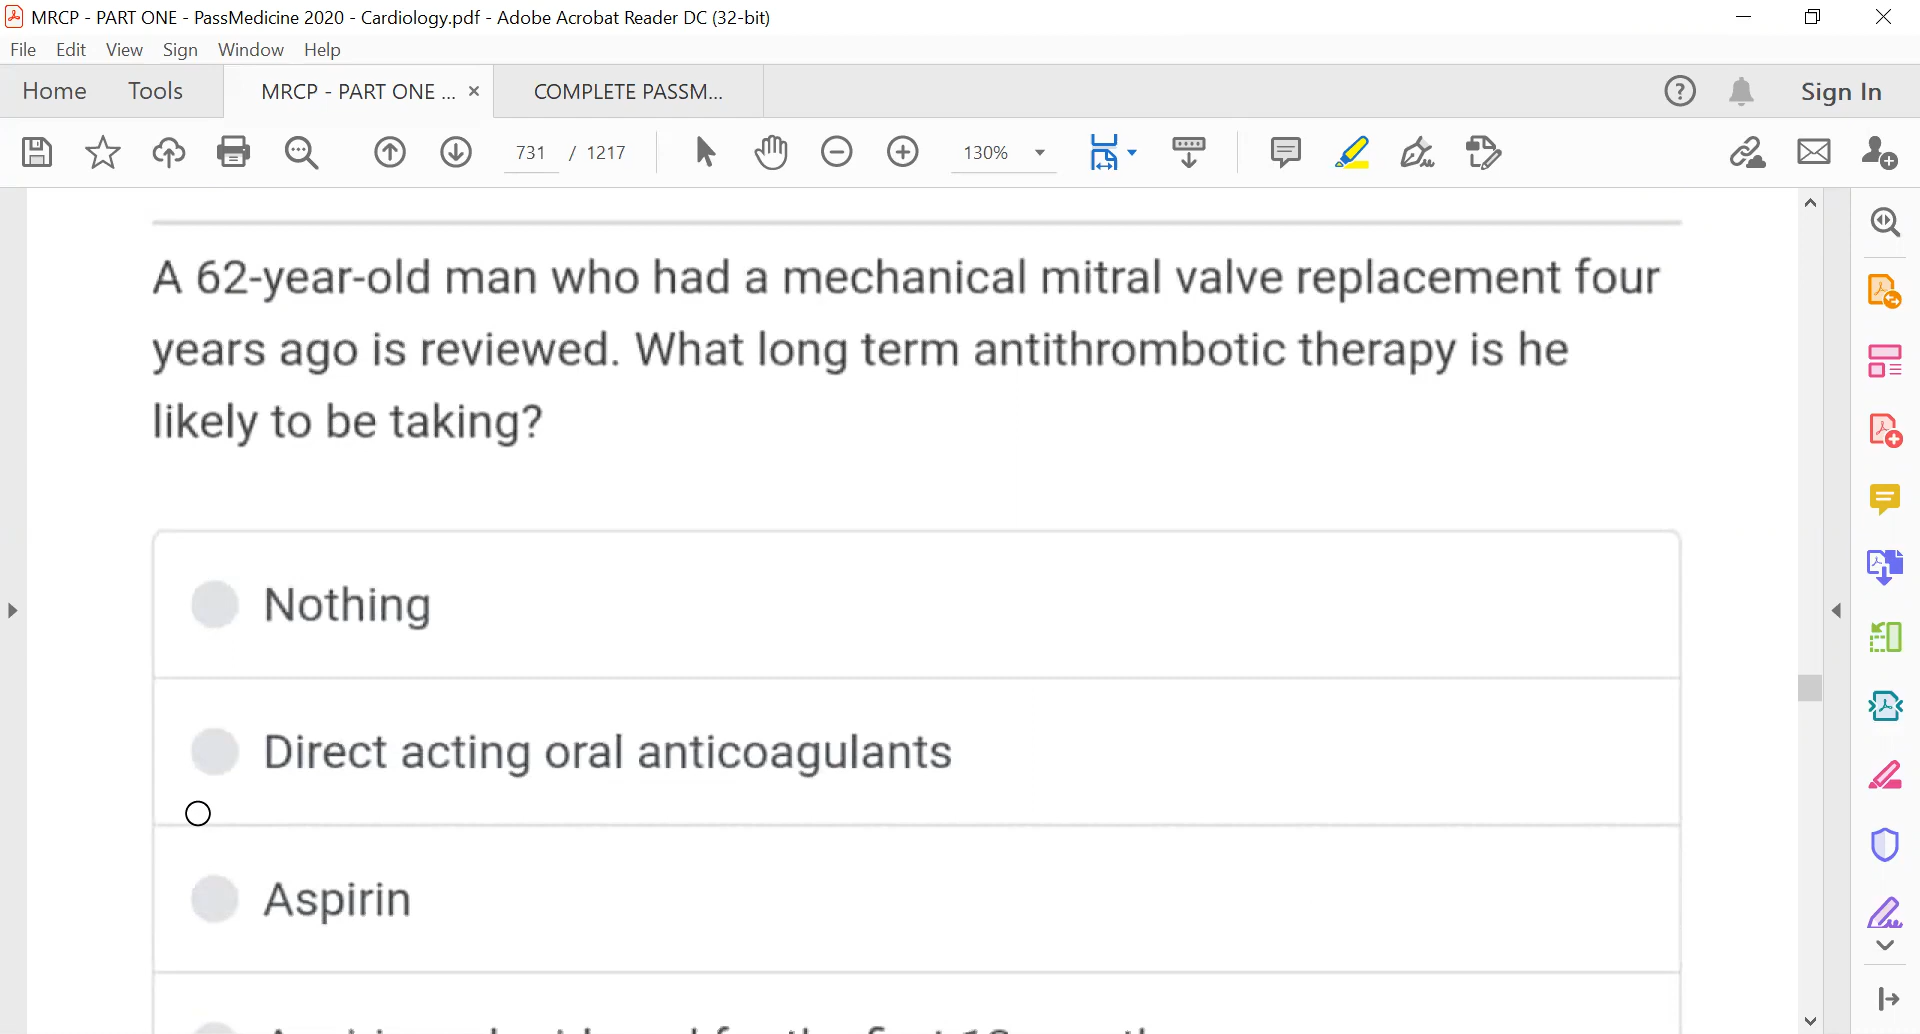 MRCP - PART ONE - PassMedicine 2020 - Cardiology.pdf - Adobe Acrobat Reader DC (32-bit)
File Edit View Sign Window Help
Home Tools MRCP - PART ONE ... × COMPLETE PASSM... Sign In
731 / 1217 130%
A 62-year-old man who had a mechanical mitral valve replacement four
years ago is reviewed. What long term antithrombotic therapy is he
likely to be taking?
Nothing
Direct acting oral anticoagulants
Aspirin